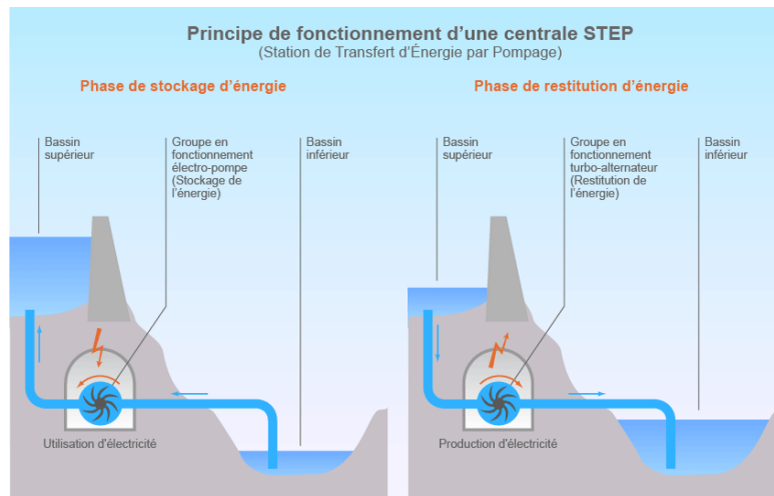 Principe de fonctionnement d'une centrale STEP
(Station de Transfert d'Énergie par Pompage)
Phase de stockage d'énergie
Bassin
supérieur
Groupe en
fonctionnement
électro-pompe
(Stockage de
l'énergie)
Bassin
inférieur
Utilisation d'électricité
Phase de restitution d'énergie
Bassin
supérieur
Groupe en
fonctionnement
turbo-alternateur
(Restitution de
l'énergie)
Bassin
inférieur
Production d'électricité